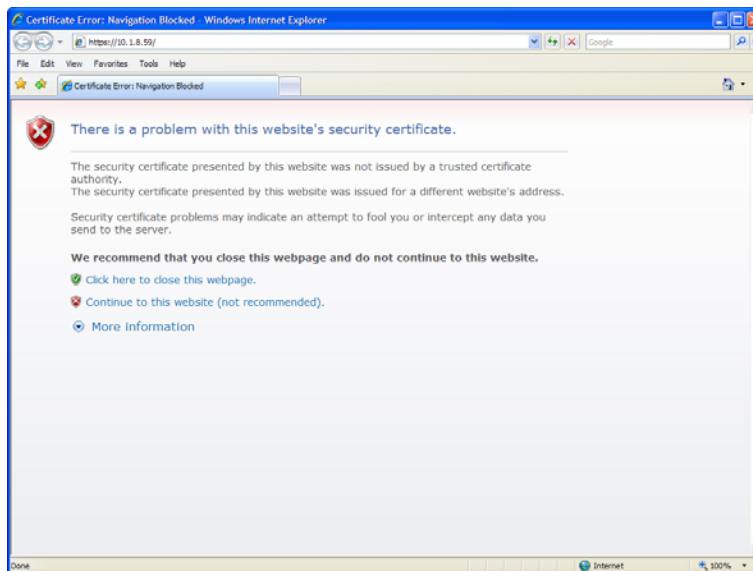 Certificate Error: Navigation Blocked - Windows Internet Explorer
https://10.1.8.59/
Google
File Edit View Favorites Tools Help
Certificate Error: Navigation Blocked
There is a problem with this website's security certificate.
The security certificate presented by this website was not issued by a trusted certificate
authority.
The security certificate presented by this website was issued for a different website's address.
Security certificate problems may indicate an attempt to fool you or intercept any data you
send to the server.
We recommend that you close this webpage and do not continue to this website.
Click here to close this webpage.
Continue to this website (not recommended).
More information
Done
Internet
100%